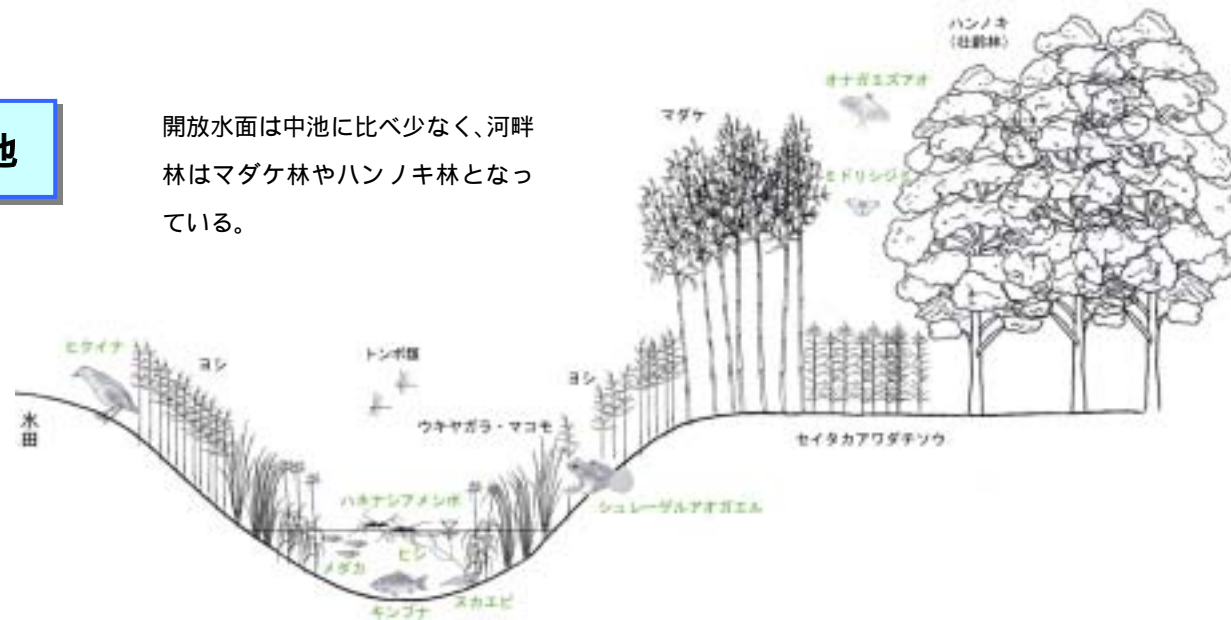 池
開放水面は中池に比べ少なく、河畔
林はマダケ林やハンノキ林となっ
ている。
ハンノキ
(壮齢林)
オナガミズアオ
マダケ
ミドリシジミ
ヒクイナ
ヨシ
トンボ類
ヨシ
水田
ウキヤガラ・マコモ
セイタカアワダチソウ
ハネナシアメンボ
シュレーゲルアオガエル
ヒシ
メダカ
ヌカエビ
キンブナ